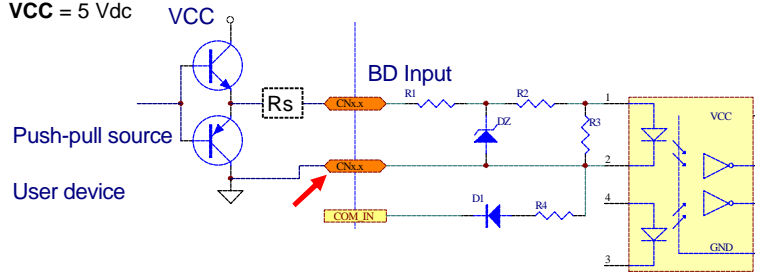 VCC = 5 Vdc
VCC
BD Input
Rs
CNx.x
R1
R2
1
VCC
DZ
R3
Push-pull source
CNx.x
2
User device
D1
R4
4
COM_IN
GND
3